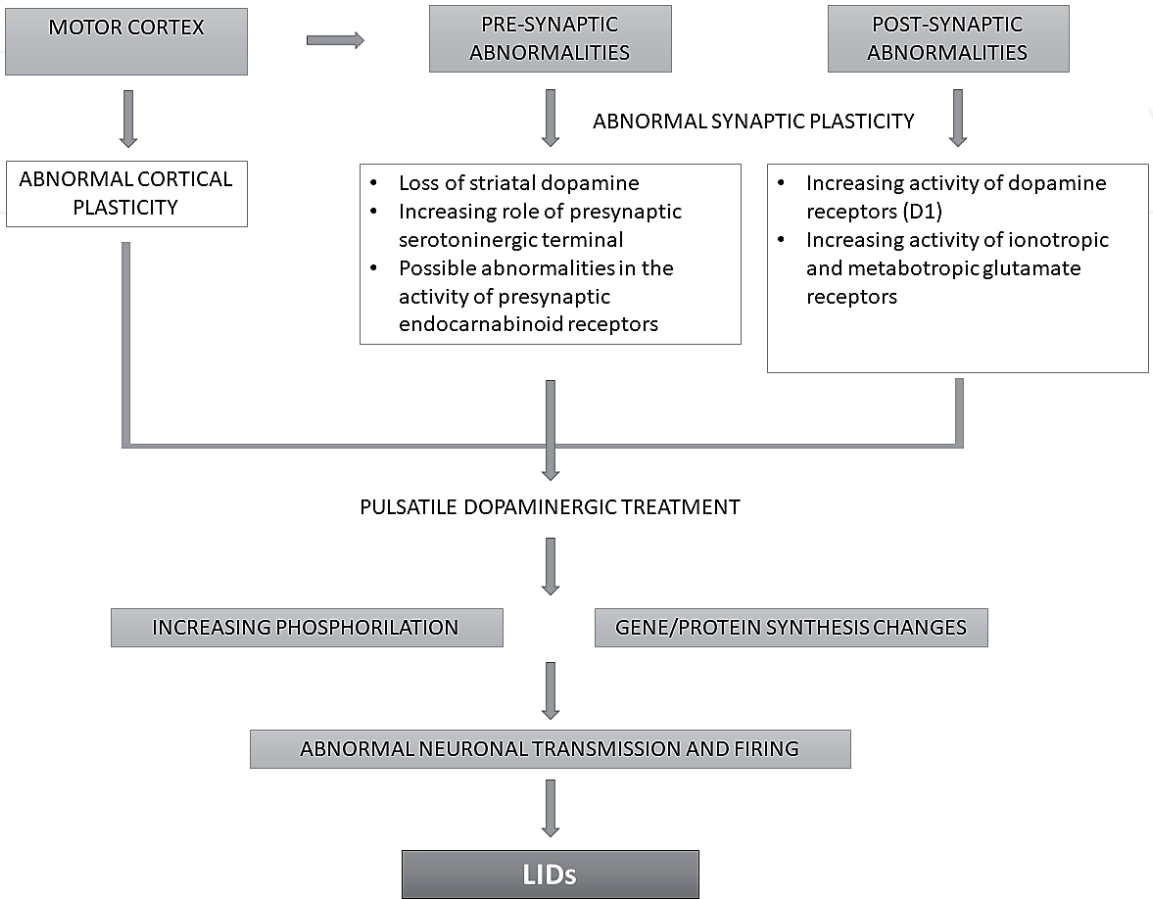 MOTOR CORTEX
PRE-SYNAPTIC
ABNORMALITIES
POST-SYNAPTIC
ABNORMALITIES
ABNORMAL SYNAPTIC PLASTICITY
ABNORMAL CORTICAL
PLASTICITY
• Loss of striatal dopamine
• Increasing role of presynaptic
serotoninergic terminal
• Possible abnormalities in the
activity of presynaptic
endocarnabinoid receptors
• Increasing activity of dopamine
receptors (D1)
• Increasing activity of ionotropic
and metabotropic glutamate
receptors
PULSATILE DOPAMINERGIC TREATMENT
INCREASING PHOSPHORILATION
GENE/PROTEIN SYNTHESIS CHANGES
ABNORMAL NEURONAL TRANSMISSION AND FIRING
LIDs